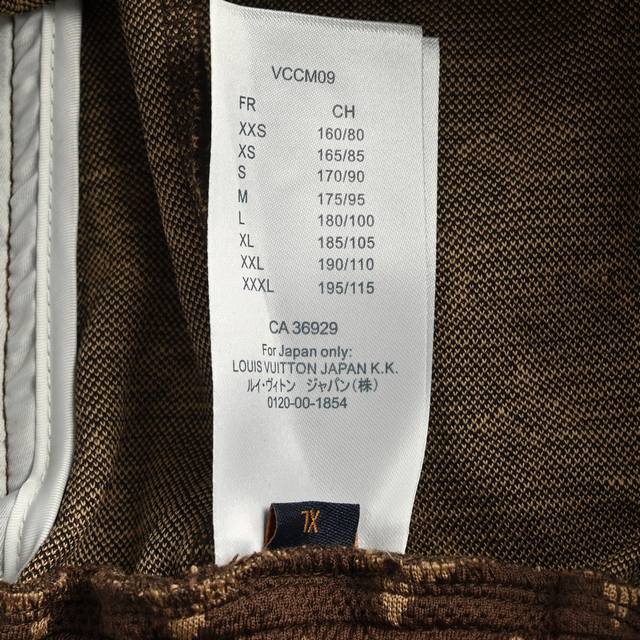 VCCM09
FR CH
XXS 160/80
XS 165/85
S 170/90
M 175/95
L 180/100
XL 185/105
XXL 190/110
XXXL 195/115
CA 36929
For Japan only:
LOUIS VUITTON JAPAN K.K.
ルイ・ヴィトン ジャパン(株)
0120-00-1854
XL